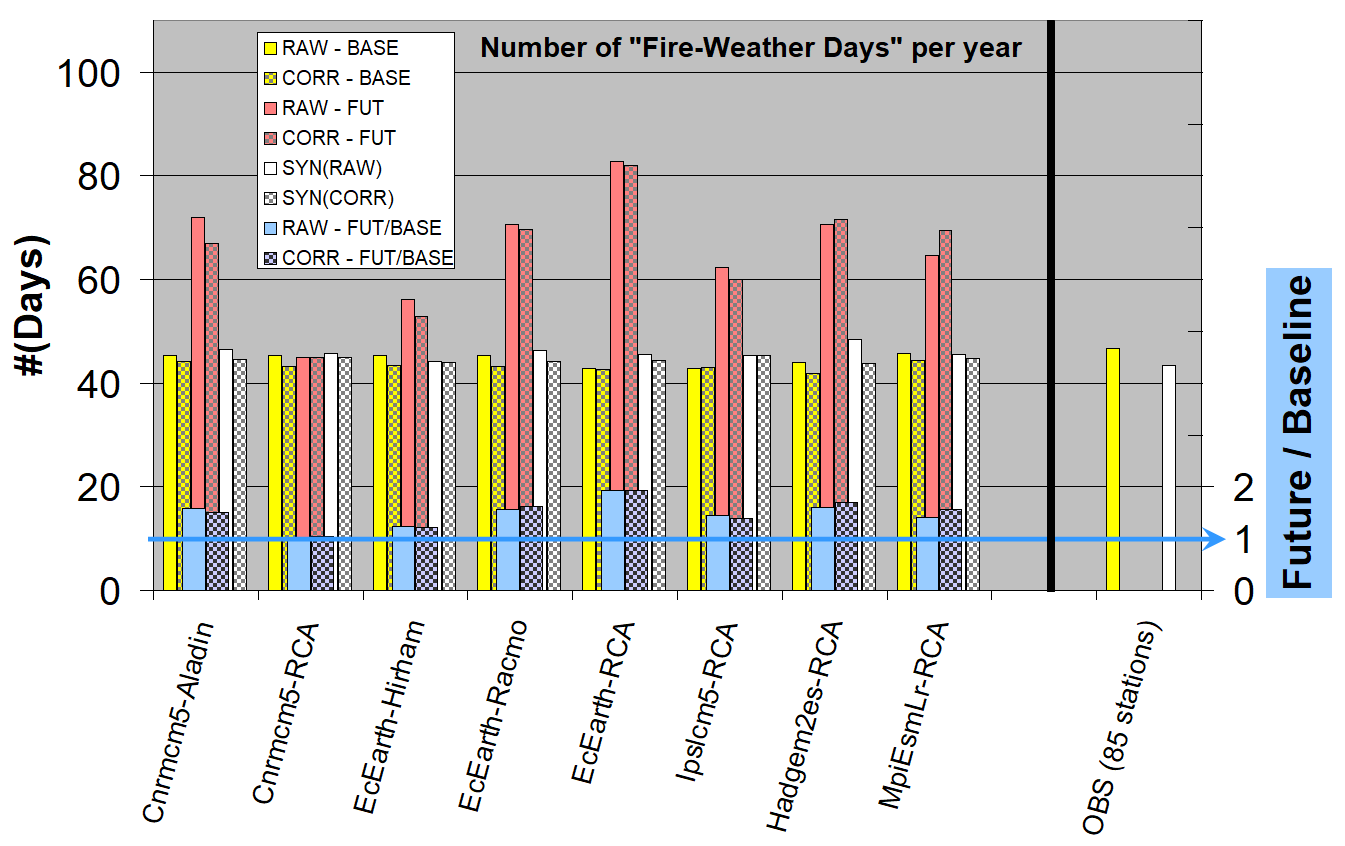 Number of "Fire-Weather Days" per year
RAW - BASE
CORR - BASE
RAW - FUT
CORR - FUT
SYN(RAW)
SYN(CORR)
RAW - FUT/BASE
CORR - FUT/BASE
#(Days)
100
80
60
40
20
0
2
1
0
Future / Baseline
Cnrmcm5-Aladin
Cnrmcm5-RCA
EcEarth-Hirham
EcEarth-Racmo
EcEarth-RCA
Ipslcm5-RCA
Hadgem2es-RCA
MpiEsmLr-RCA
OBS (85 stations)